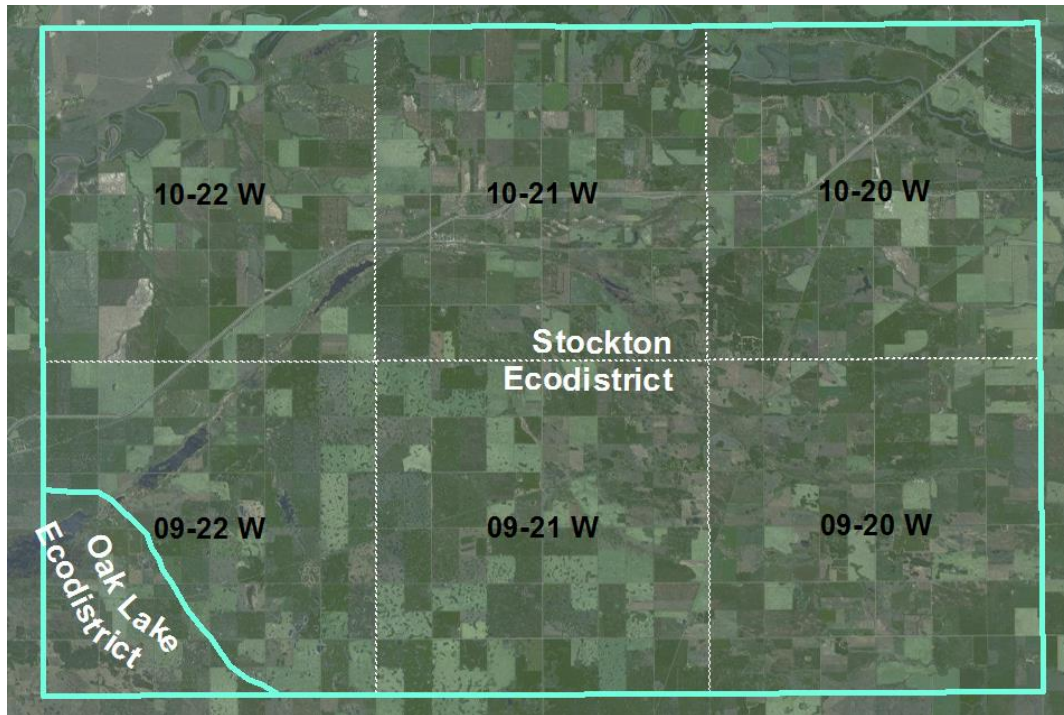 10-22 W
10-21 W
10-20 W
Stockton
Ecodistrict
09-22 W
09-21 W
09-20 W
Oak Lake
Ecodistrict